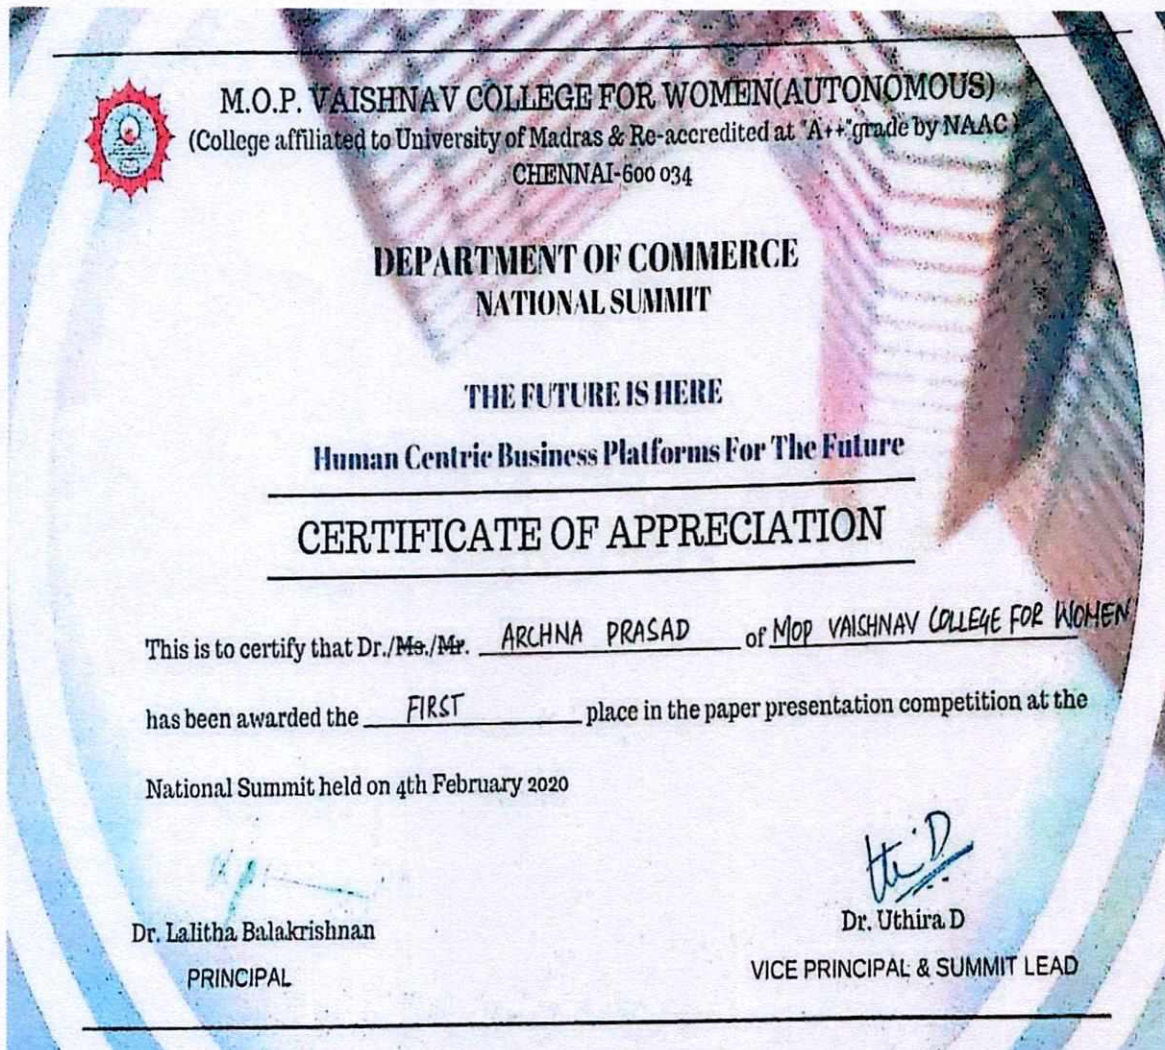 M.O.P. VAISHNAV COLLEGE FOR WOMEN(AUTONOMOUS)
(College affiliated to University of Madras & Re-accredited at "A++"grade by NAAC )
CHENNAI-600 034
DEPARTMENT OF COMMERCE
NATIONAL SUMMIT
THE FUTURE IS HERE
Human Centric Business Platforms For The Future
CERTIFICATE OF APPRECIATION
This is to certify that Dr./Ms./Mr. ARCHNA PRASAD of MOP VAISHNAV COLLEGE FOR WOMEN
has been awarded the FIRST place in the paper presentation competition at the
National Summit held on 4th February 2020
Dr. Lalitha Balakrishnan
Dr. Uthira D
PRINCIPAL
VICE PRINCIPAL & SUMMIT LEAD